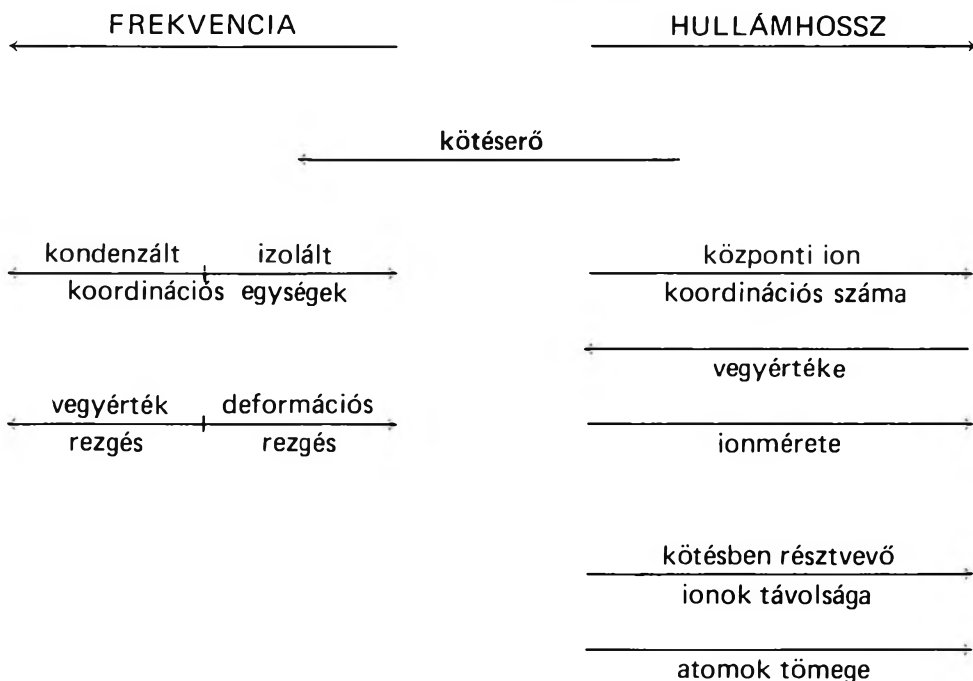 FREKVENCIA
HULLÁMHOSSZ
kötéserő
kondenzált izolált
koordinációs egységek
központi ion
koordinációs száma
vegyértéke
vegyérték deformációs
rezgés rezgés
ionmérete
kötésben résztvevő
ionok távolsága
atomok tömege